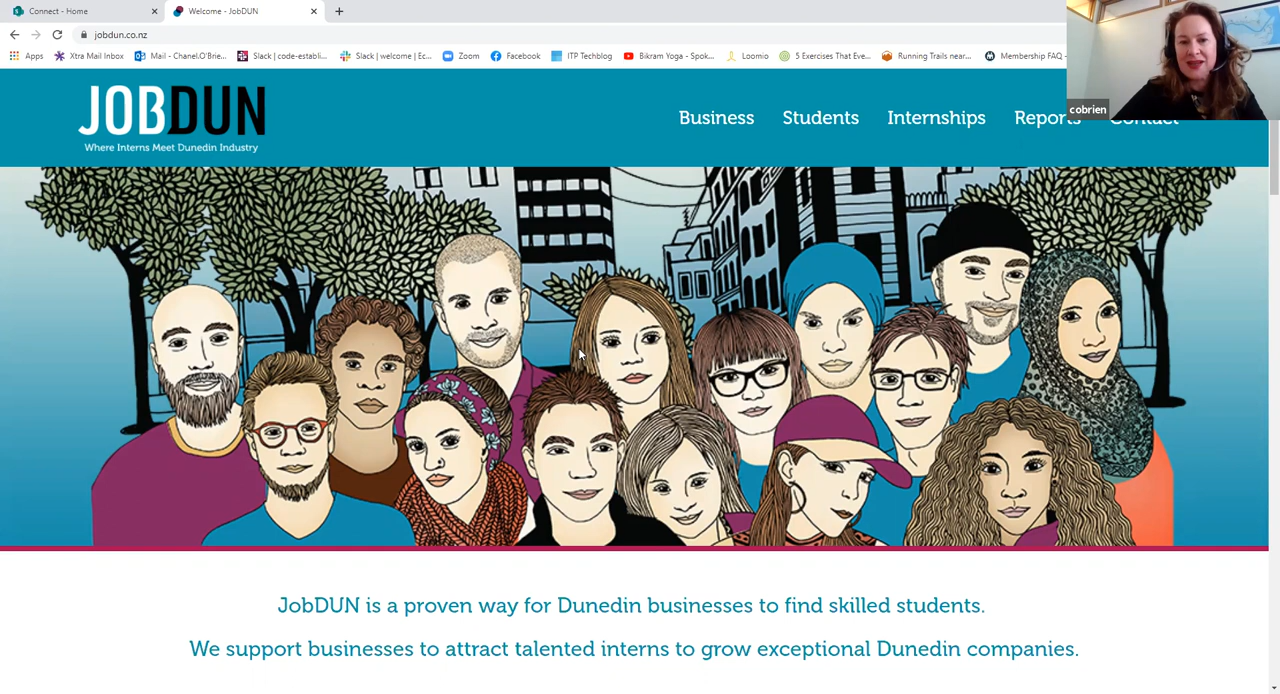 Connect - Home
Welcome - JobDUN
jobdun.co.nz
Apps
Xtra Mail Inbox
Mail - Chanel.O'Brie...
Slack | code-establi...
Slack | welcome | Ec...
Zoom
Facebook
ITP Techblog
Bikram Yoga - Spok...
Loomio
5 Exercises That Eve...
Running Trails near...
Membership FAQ -
cobrien
JOBDUN
Where Interns Meet Dunedin Industry
Business
Students
Internships
Reports
Contact
JobDUN is a proven way for Dunedin businesses to find skilled students.
We support businesses to attract talented interns to grow exceptional Dunedin companies.